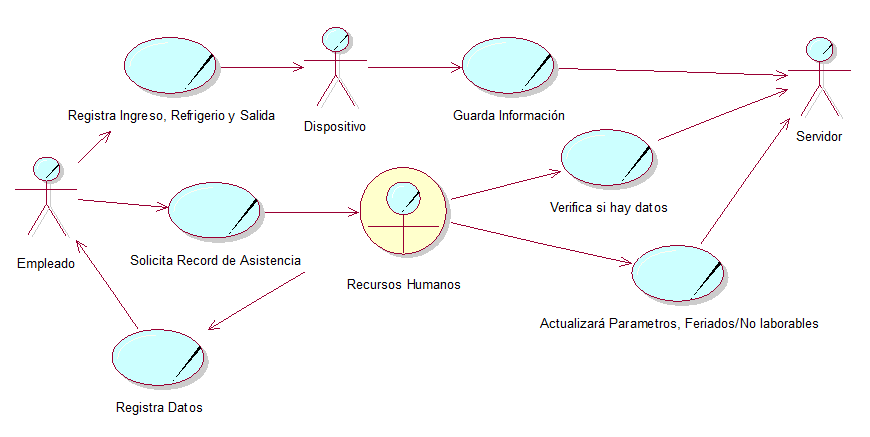 Registra Ingreso, Refrigerio y Salida
Dispositivo
Guarda Información
Servidor
Empleado
Solicita Record de Asistencia
Recursos Humanos
Verifica si hay datos
Actualizará Parametros, Feriados/No laborables
Registra Datos